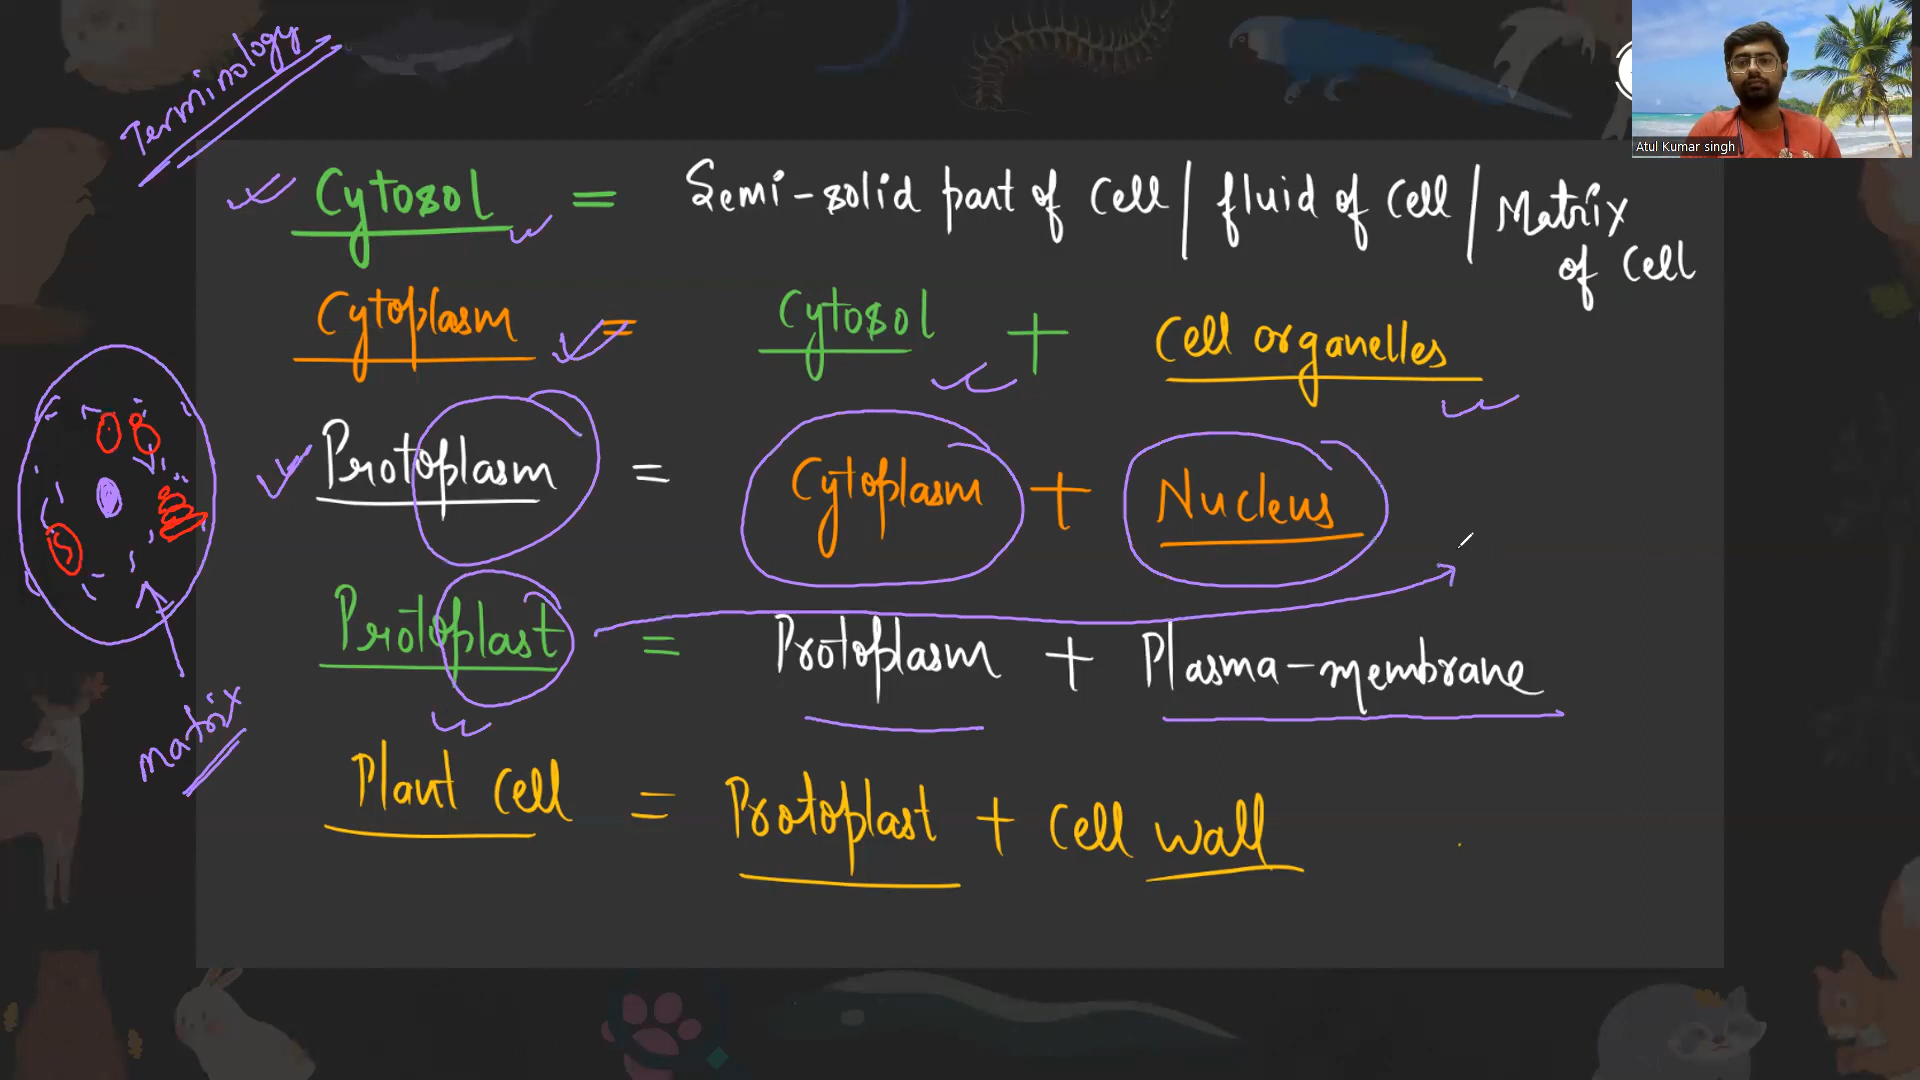 Terminology
Atul Kumar singh
Cytosol = Semi-solid part of cell / fluid of cell / Matrix of cell
Cytoplasm = Cytosol + Cell organelles
Protoplasm = Cytoplasm + Nucleus
Protoplast = Protoplasm + Plasma-membrane
matrix
Plant cell = Protoplast + Cell wall